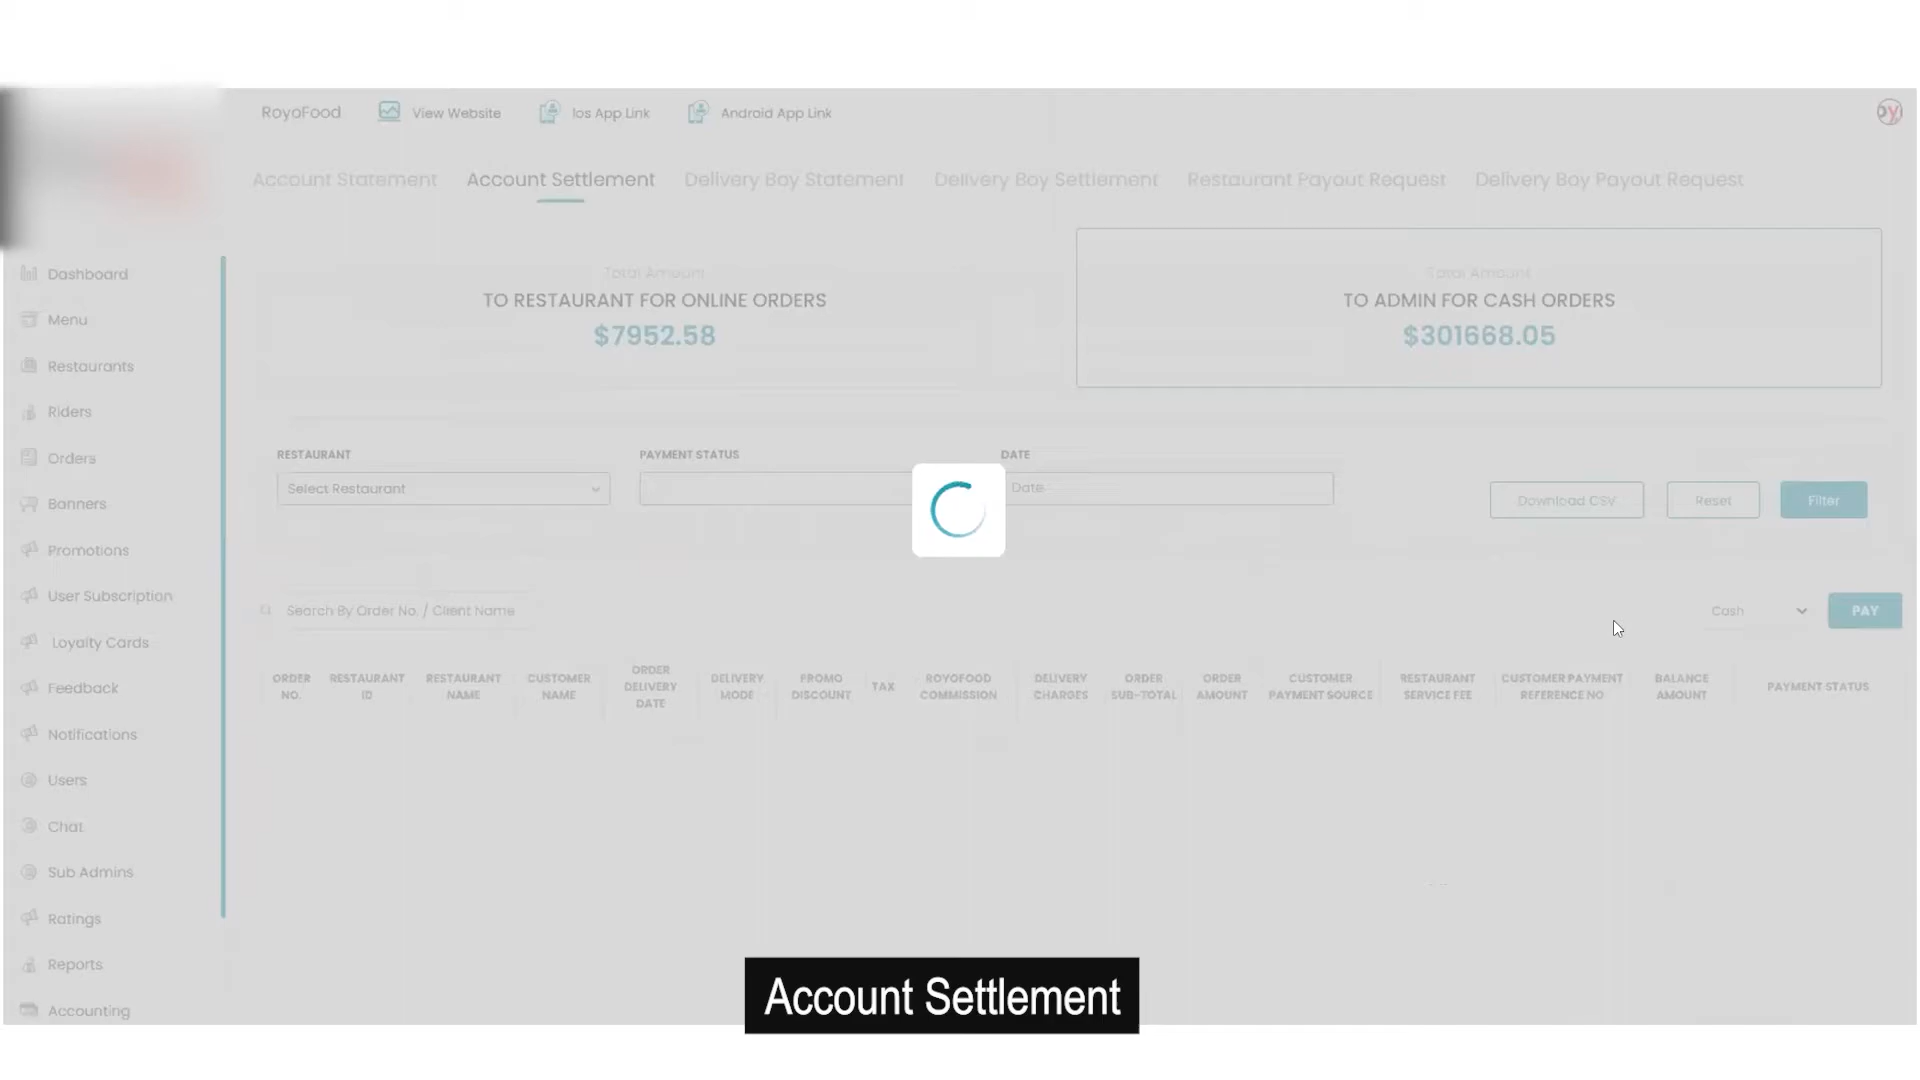 RoyoFood
View Website
Ios App Link
Android App Link
Account Statement
Account Settlement
Delivery Boy Statement
Delivery Boy Settlement
Restaurant Payout Request
Delivery Boy Payout Request
Dashboard
Menu
Restaurants
Riders
Orders
Banners
Promotions
User Subscription
Loyalty Cards
Feedback
Notifications
Users
Chat
Sub Admins
Ratings
Reports
Accounting
Total Amount
TO RESTAURANT FOR ONLINE ORDERS
$7952.58
Total Amount
TO ADMIN FOR CASH ORDERS
$301668.05
RESTAURANT
Select Restaurant
PAYMENT STATUS
DATE
Date
Download CSV
Reset
Filter
Search By Order No. / Client Name
Cash
PAY
ORDER
NO.
RESTAURANT
ID
RESTAURANT
NAME
CUSTOMER
NAME
ORDER
DELIVERY
DATE
DELIVERY
MODE
PROMO
DISCOUNT
TAX
ROYOFOOD
COMMISSION
DELIVERY
CHARGES
ORDER
SUB-TOTAL
ORDER
AMOUNT
CUSTOMER
PAYMENT SOURCE
RESTAURANT
SERVICE FEE
CUSTOMER PAYMENT
REFERENCE NO
BALANCE
AMOUNT
PAYMENT STATUS
Account Settlement